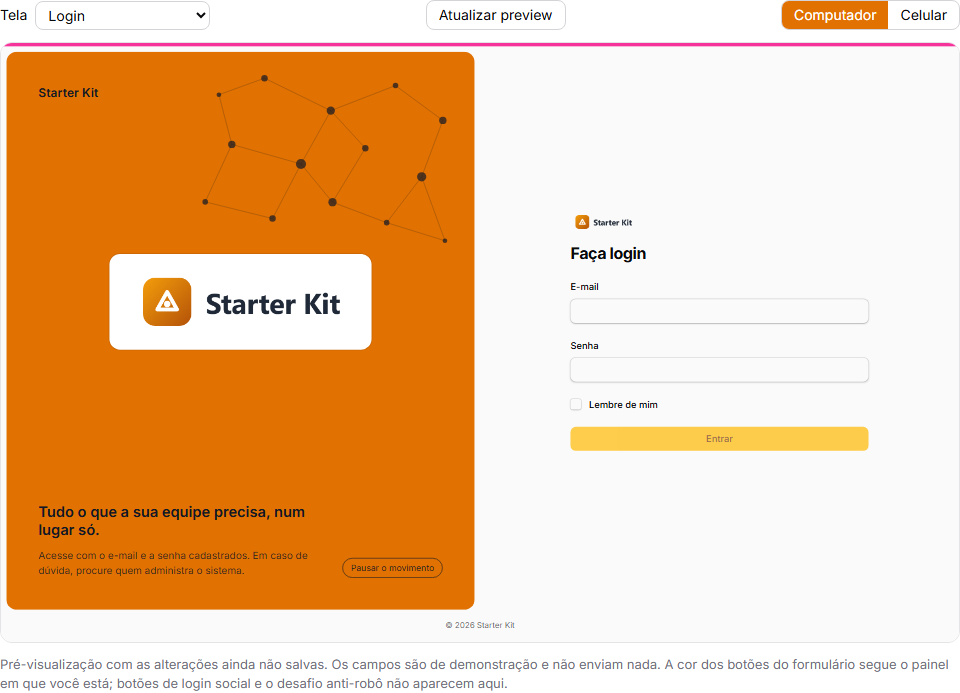 Tela
Login
Atualizar preview
Computador
Celular
Starter Kit
Starter Kit
Tudo o que a sua equipe precisa, num
lugar só.
Acesse com o e-mail e a senha cadastrados. Em caso de
dúvida, procure quem administra o sistema.
Pausar o movimento
Starter Kit
Faça login
E-mail
Senha
Lembre de mim
Entrar
© 2026 Starter Kit
Pré-visualização com as alterações ainda não salvas. Os campos são de demonstração e não enviam nada. A cor dos botões do formulário segue o painel
em que você está; botões de login social e o desafio anti-robô não aparecem aqui.